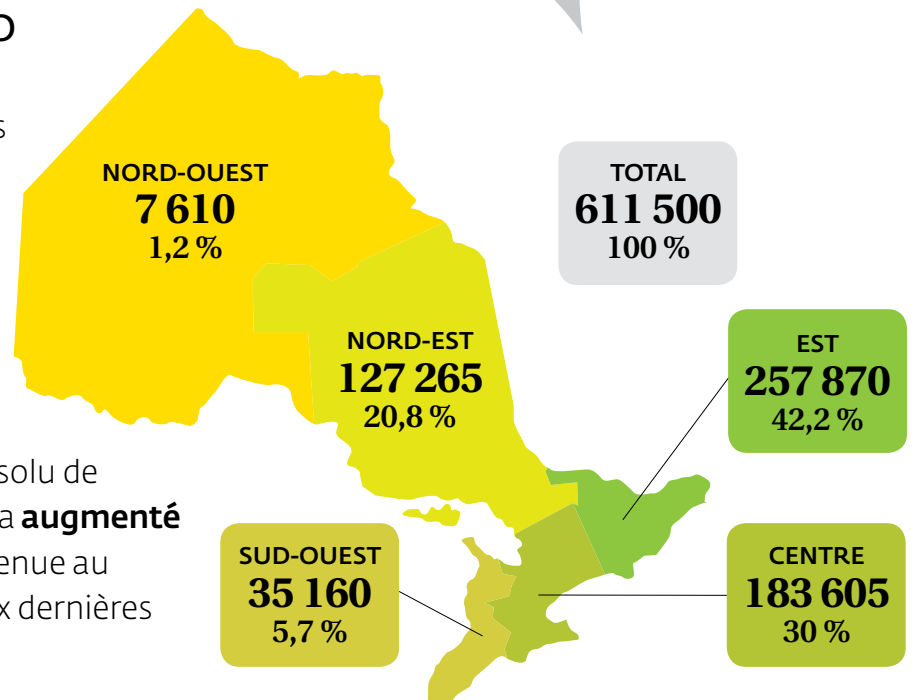 NORD-OUEST
7 610
1,2 %
TOTAL
611 500
100 %
NORD-EST
127 265
20,8 %
EST
257 870
42,2 %
solu de
a augmenté
enue au
x dernières
SUD-OUEST
35 160
5,7 %
CENTRE
183 605
30 %